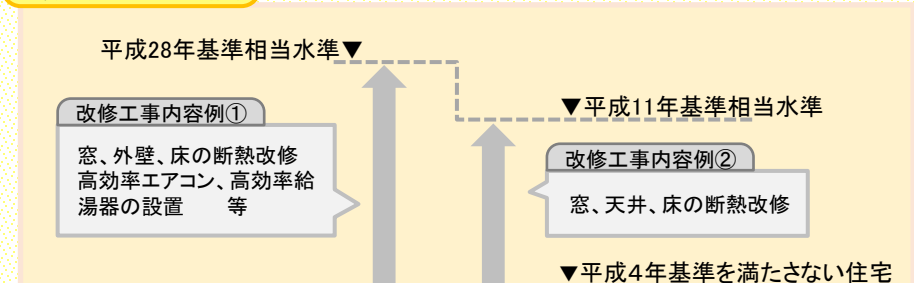 平成28年基準相当水準▼
▼平成11年基準相当水準
改修工事内容例①
窓、外壁、床の断熱改修
高効率エアコン、高効率給
湯器の設置　　等
改修工事内容例②
窓、天井、床の断熱改修
▼平成４年基準を満たさない住宅